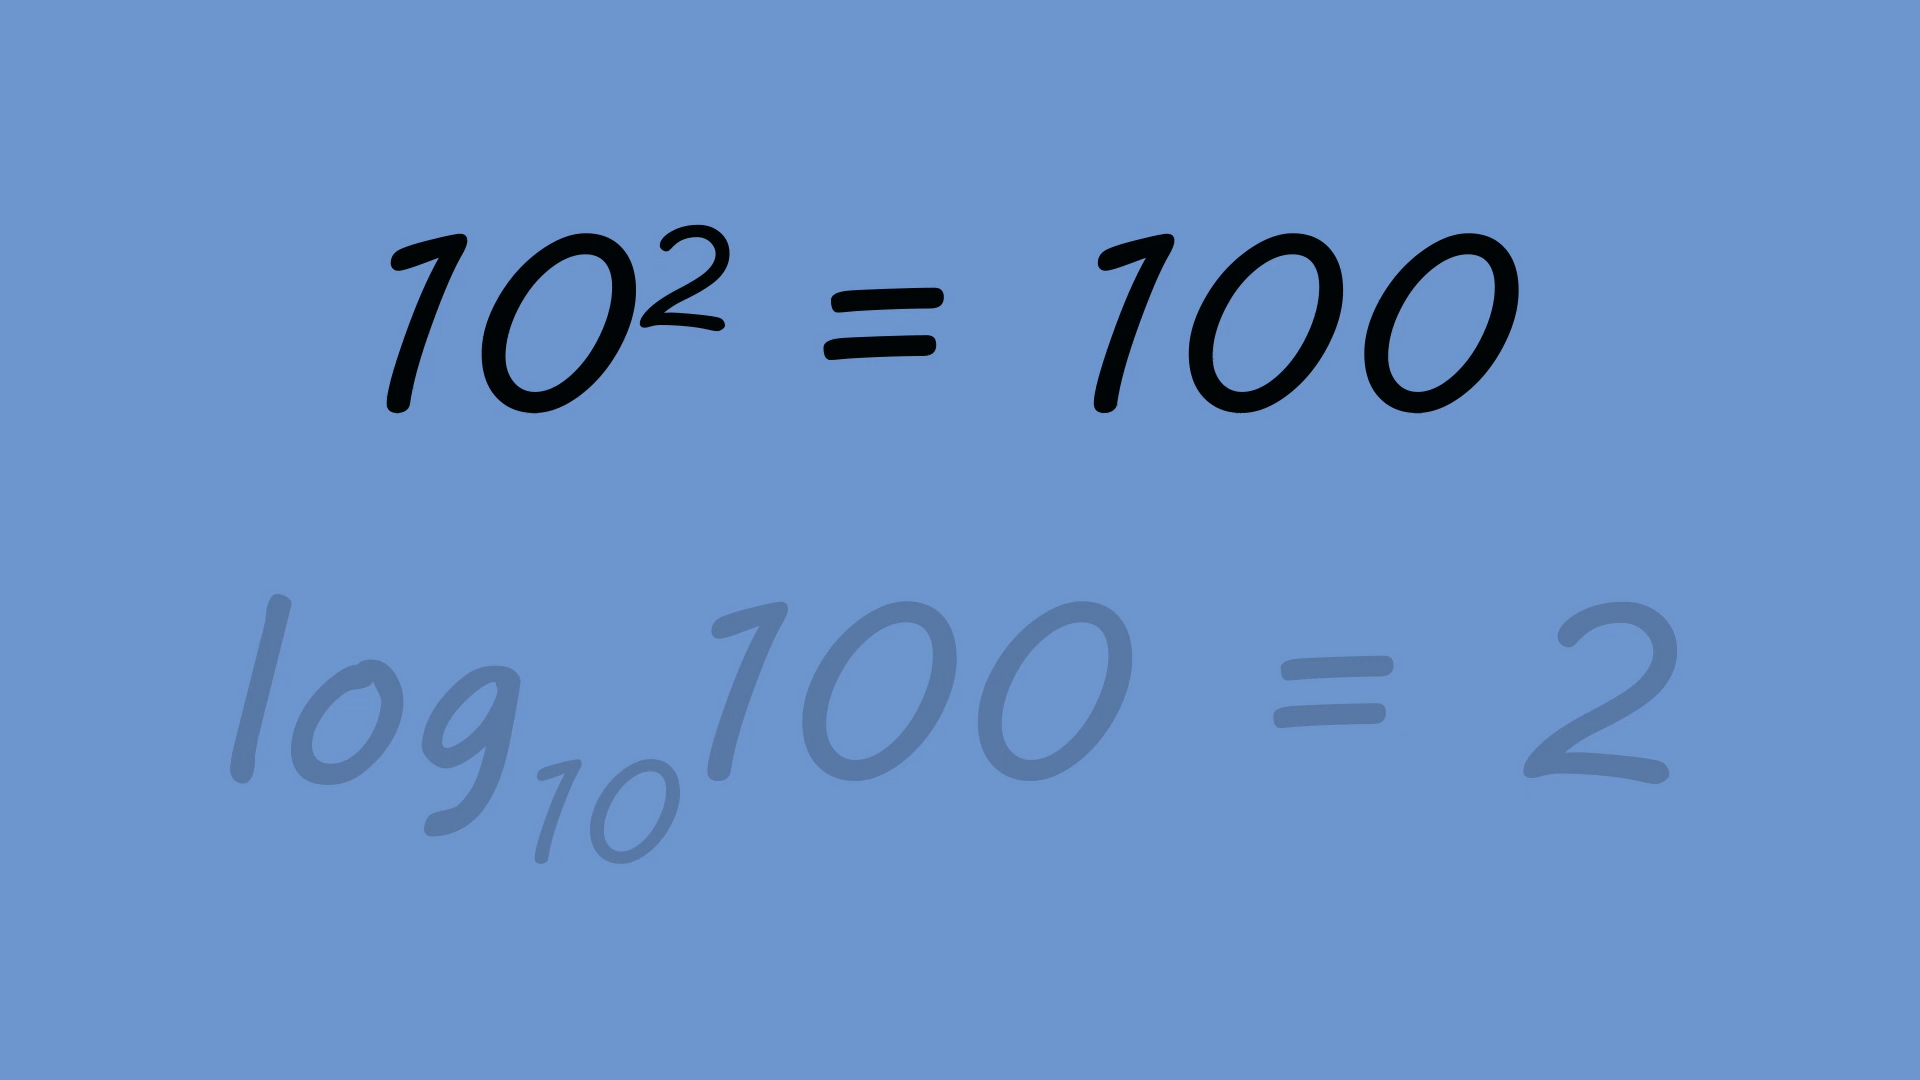 10² = 100
log₁₀100 = 2